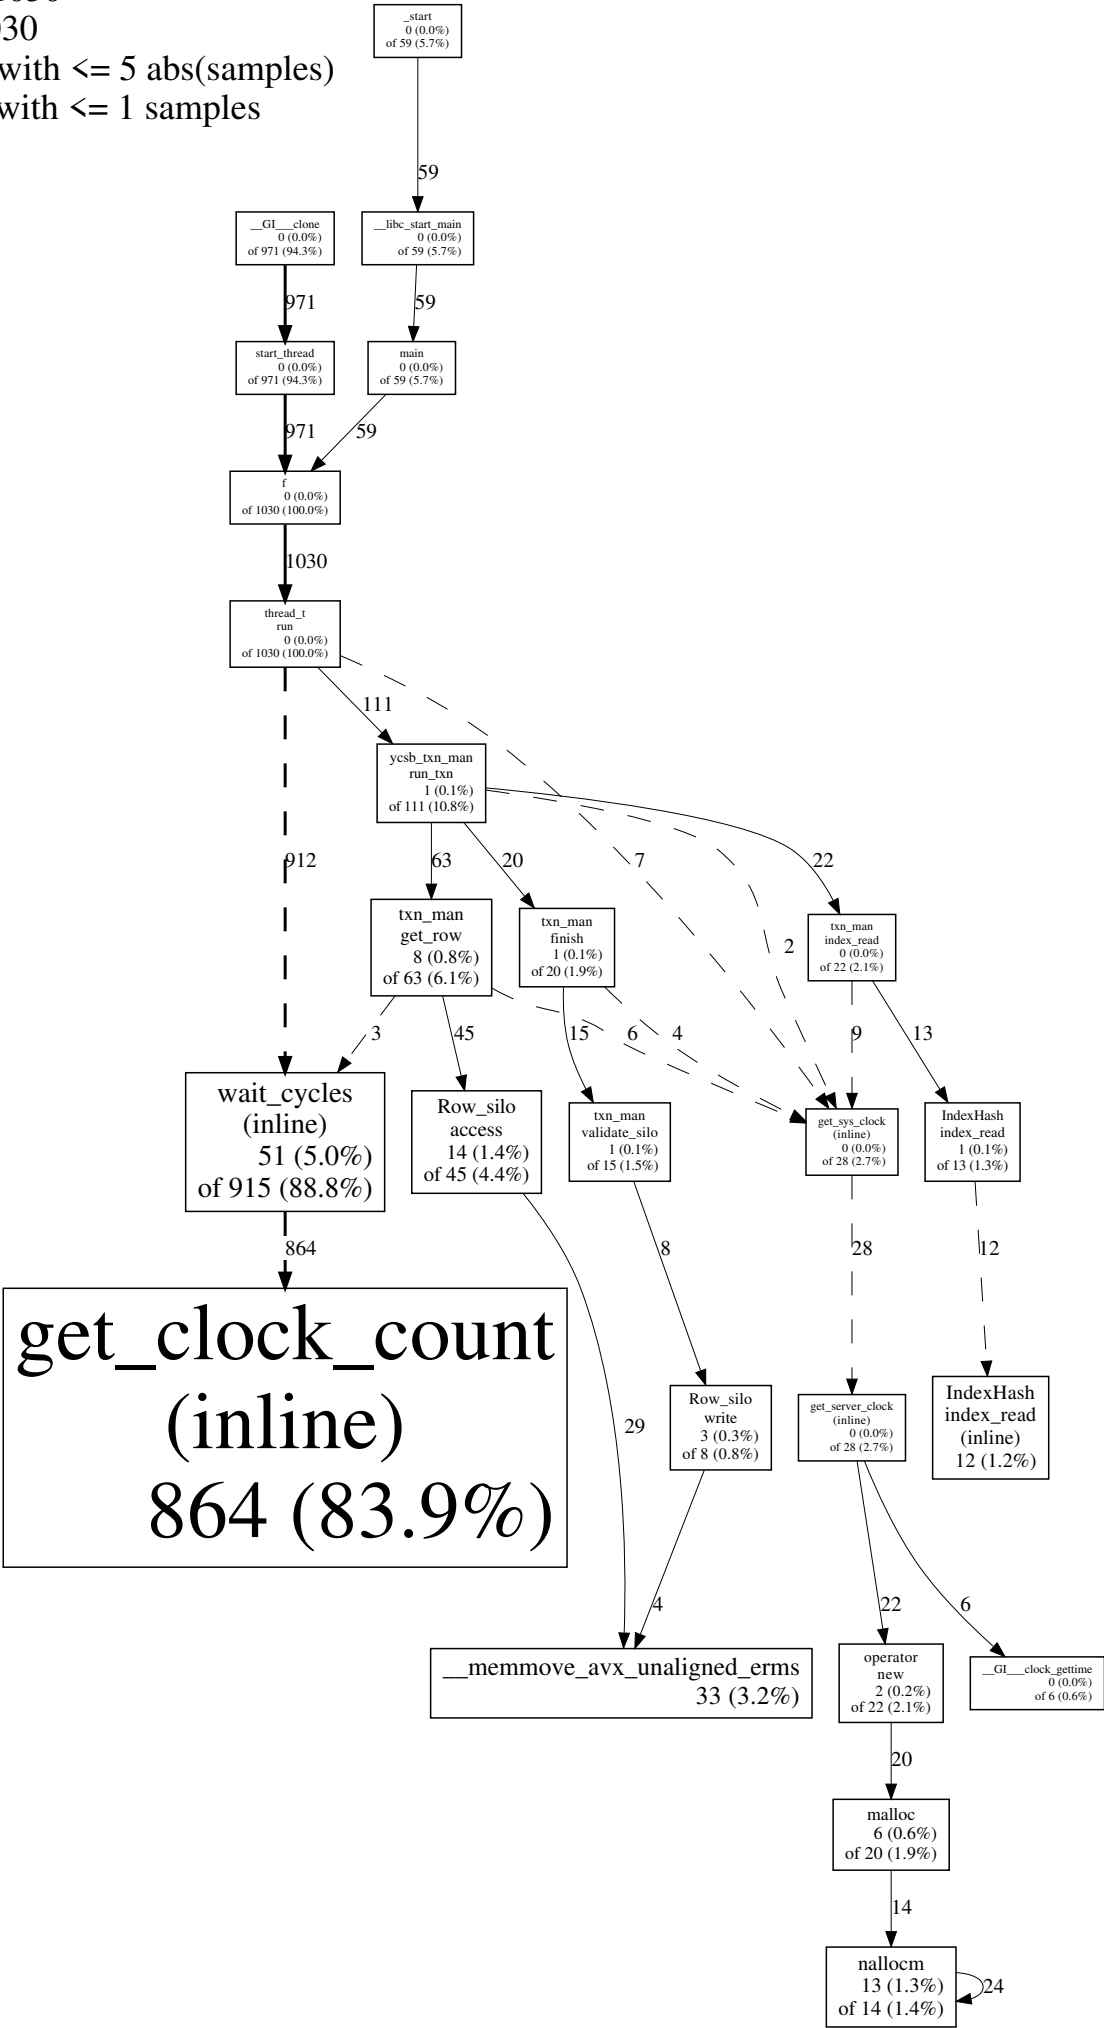 030
with <= 5 abs(samples)
with <= 1 samples
_start
0 (0.0%)
of 59 (5.7%)
59
__GI___clone
0 (0.0%)
of 971 (94.3%)
__libc_start_main
0 (0.0%)
of 59 (5.7%)
971
59
start_thread
0 (0.0%)
of 971 (94.3%)
main
0 (0.0%)
of 59 (5.7%)
971
59
f
0 (0.0%)
of 1030 (100.0%)
1030
thread_t
run
0 (0.0%)
of 1030 (100.0%)
111
ycsb_txn_man
run_txn
1 (0.1%)
of 111 (10.8%)
912
63
20
7
22
txn_man
get_row
8 (0.8%)
of 63 (6.1%)
txn_man
finish
1 (0.1%)
of 20 (1.9%)
2
txn_man
index_read
0 (0.0%)
of 22 (2.1%)
3
45
15
6
4
9
13
wait_cycles
(inline)
51 (5.0%)
of 915 (88.8%)
Row_silo
access
14 (1.4%)
of 45 (4.4%)
txn_man
validate_silo
1 (0.1%)
of 15 (1.5%)
get_sys_clock
(inline)
0 (0.0%)
of 28 (2.7%)
IndexHash
index_read
1 (0.1%)
of 13 (1.3%)
864
8
28
12
get_clock_count
(inline)
864 (83.9%)
29
Row_silo
write
3 (0.3%)
of 8 (0.8%)
get_server_clock
(inline)
0 (0.0%)
of 28 (2.7%)
IndexHash
index_read
(inline)
12 (1.2%)
4
22
6
__memmove_avx_unaligned_erms
33 (3.2%)
operator
new
2 (0.2%)
of 22 (2.1%)
__GI___clock_gettime
0 (0.0%)
of 6 (0.6%)
20
malloc
6 (0.6%)
of 20 (1.9%)
14
nallocm
13 (1.3%)
of 14 (1.4%)
24